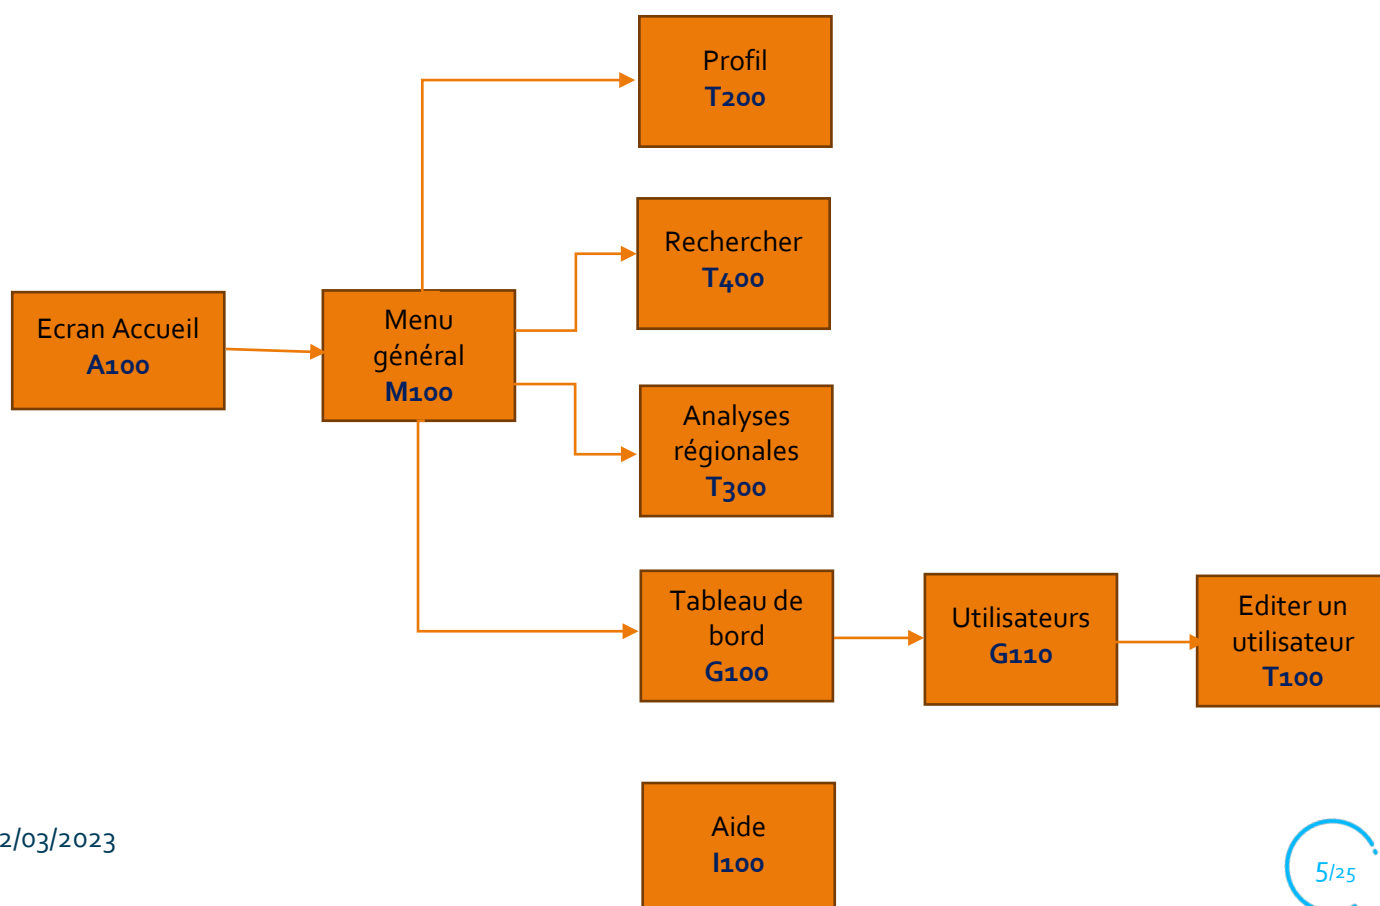 Profil
T200
Rechercher
T400
Ecran Accueil
A100
Menu
général
M100
Analyses
régionales
T300
Tableau de
bord
G100
Utilisateurs
G110
Editer un
utilisateur
T100
Aide
I100
2/03/2023
5/25